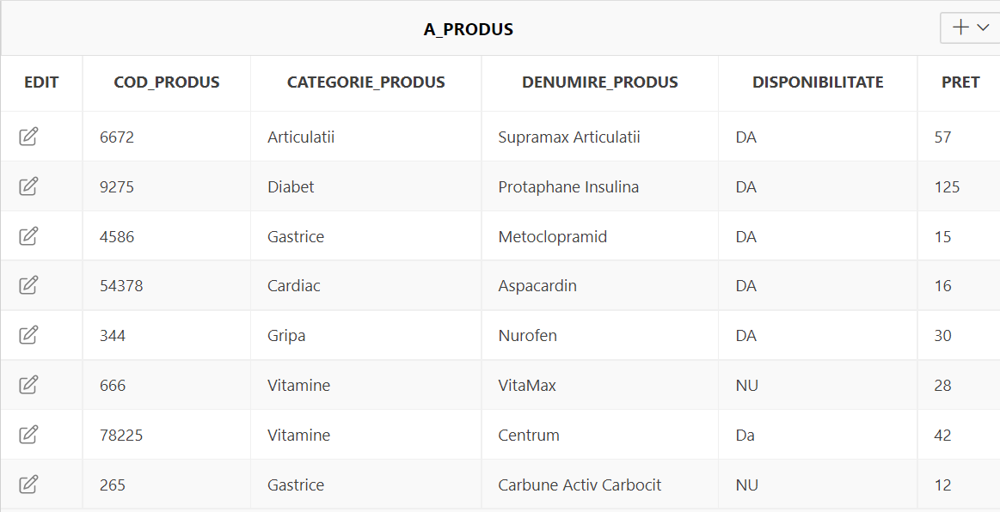 A_PRODUS
EDIT COD_PRODUS CATEGORIE_PRODUS DENUMIRE_PRODUS DISPONIBILITATE PRET
6672 Articulatii Supramax Articulatii DA 57
9275 Diabet Protaphane Insulina DA 125
4586 Gastrice Metoclopramid DA 15
54378 Cardiac Aspacardin DA 16
344 Gripa Nurofen DA 30
666 Vitamine VitaMax NU 28
78225 Vitamine Centrum Da 42
265 Gastrice Carbune Activ Carbocit NU 12